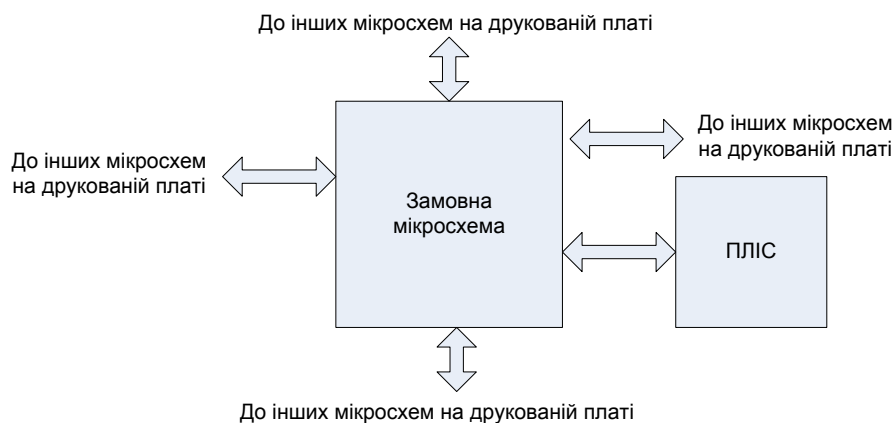 До інших мікросхем на друкованій платі
До інших мікросхем
на друкованій платі
До інших мікросхем
на друкованій платі
Замовна
мікросхема
ПЛІС
До інших мікросхем на друкованій платі